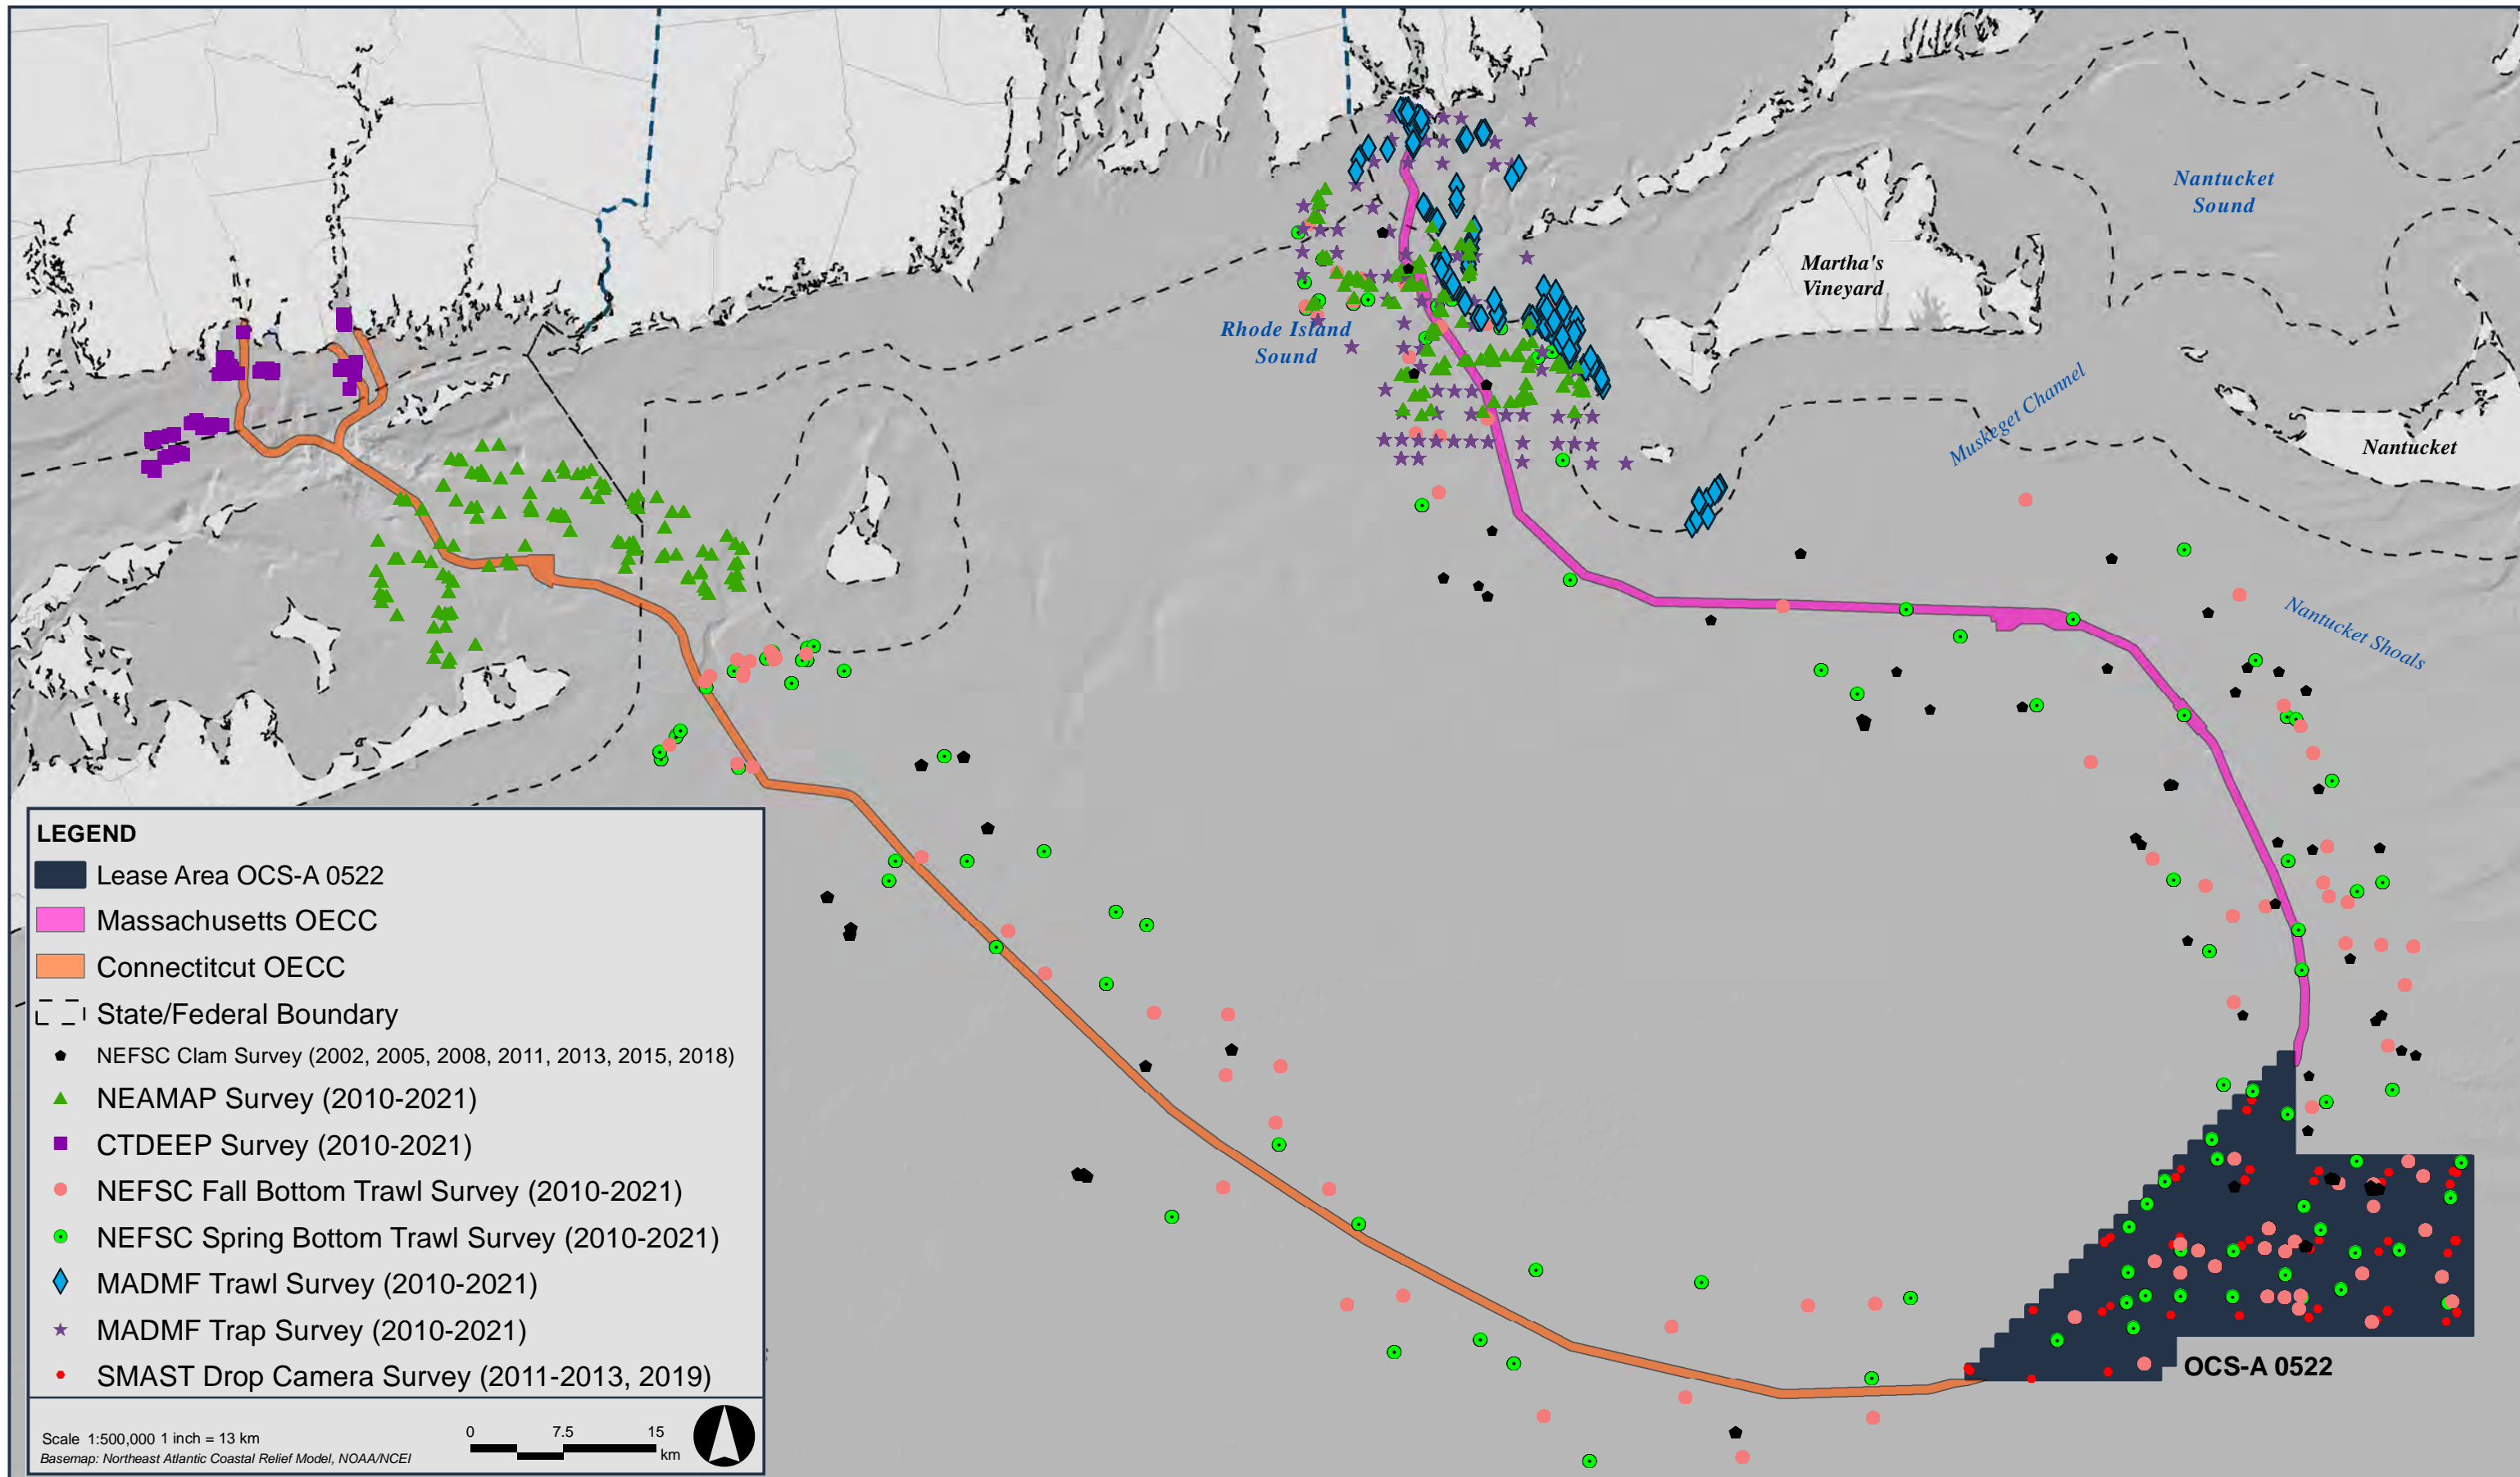 Nantucket
Sound
Martha's
Vineyard
Rhode Island
Sound
Muskeget Channel
Nantucket
Nantucket Shoals
LEGEND
Lease Area OCS-A 0522
Massachusetts OECC
Connectitcut OECC
State/Federal Boundary
NEFSC Clam Survey (2002, 2005, 2008, 2011, 2013, 2015, 2018)
NEAMAP Survey (2010-2021)
CTDEEP Survey (2010-2021)
NEFSC Fall Bottom Trawl Survey (2010-2021)
NEFSC Spring Bottom Trawl Survey (2010-2021)
MADMF Trawl Survey (2010-2021)
MADMF Trap Survey (2010-2021)
SMAST Drop Camera Survey (2011-2013, 2019)
OCS-A 0522
0 7.5 15
km
Scale 1:500,000 1 inch = 13 km
Basemap: Northeast Atlantic Coastal Relief Model, NOAA/NCEI